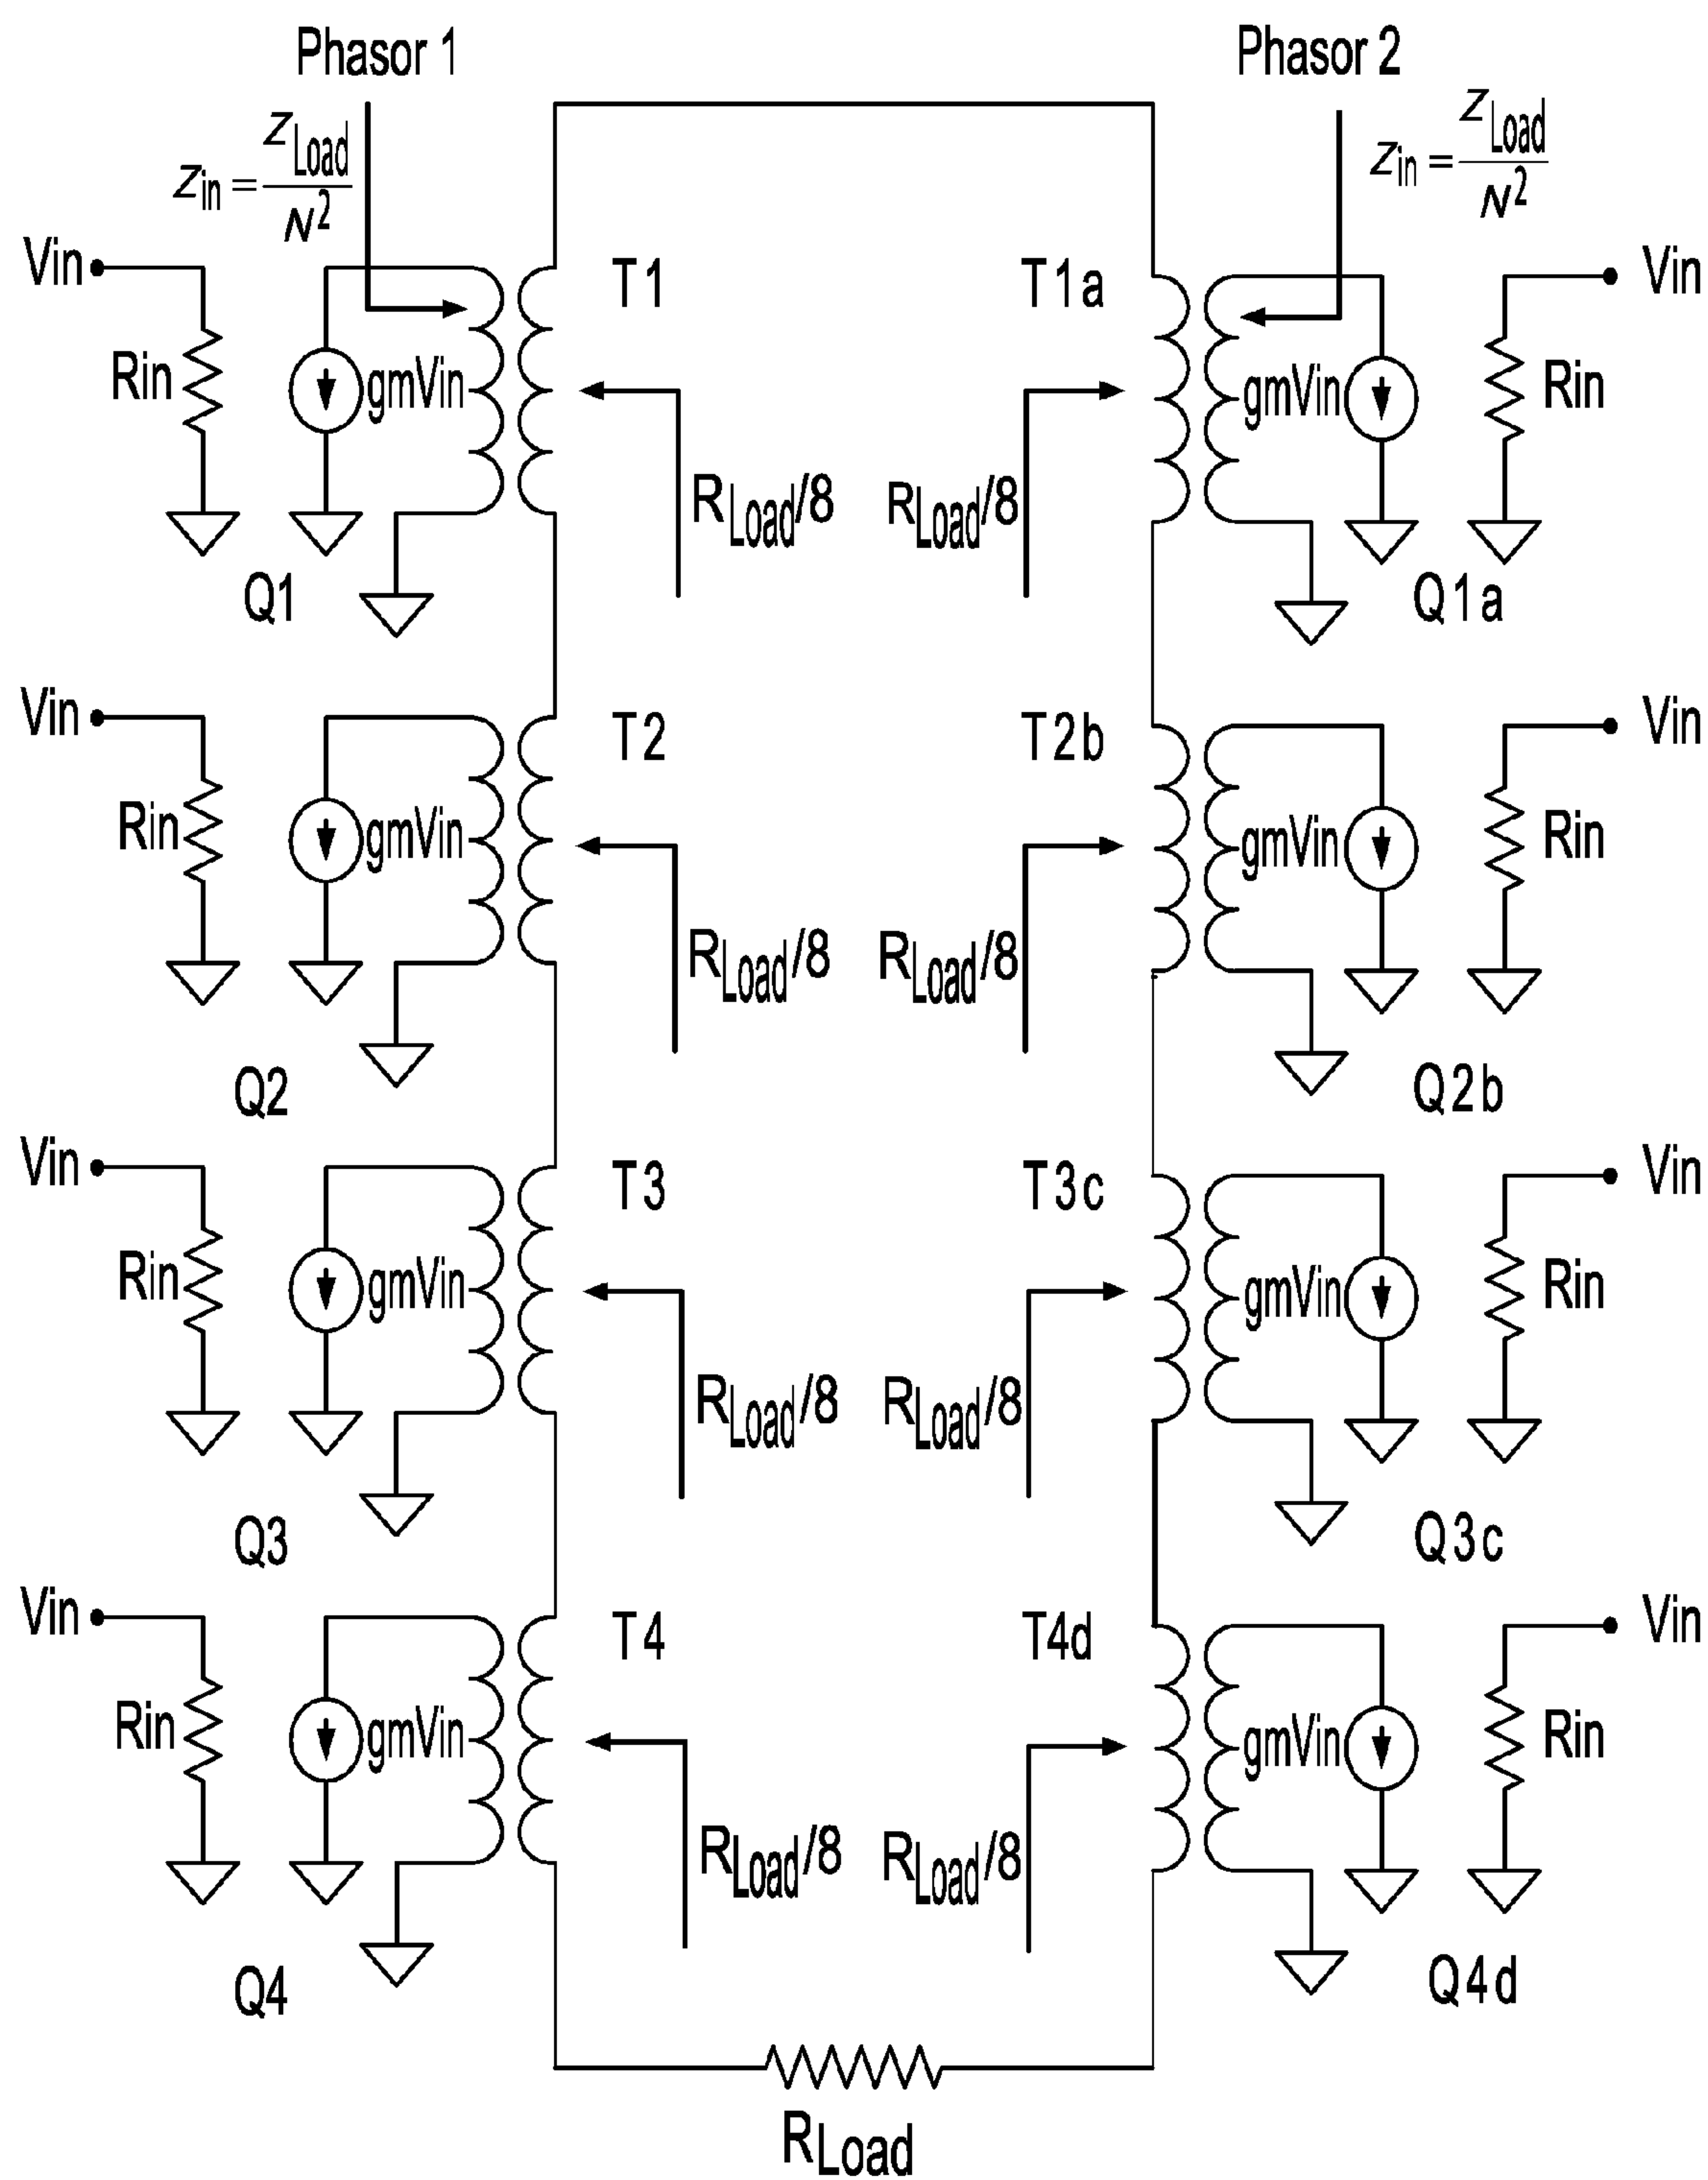 Phasor 1
Phasor 2
Zin = ZLoad / N²
Zin = ZLoad / N²
Vin
T1
T1a
Vin
Rin
gmVin
gmVin
Rin
RLoad/8
RLoad/8
Q1
Q1a
Vin
T2
T2b
Vin
Rin
gmVin
gmVin
Rin
RLoad/8
RLoad/8
Q2
Q2b
Vin
T3
T3c
Vin
Rin
gmVin
gmVin
Rin
RLoad/8
RLoad/8
Q3
Q3c
Vin
T4
T4d
Vin
Rin
gmVin
gmVin
Rin
RLoad/8
RLoad/8
Q4
Q4d
RLoad